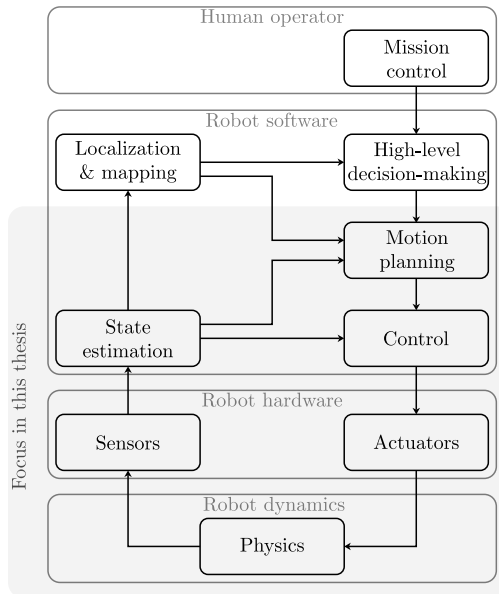 Human operator
Mission
control
Robot software
Localization
& mapping
High-level
decision-making
Motion
planning
State
estimation
Control
Focus in this thesis
Robot hardware
Sensors
Actuators
Robot dynamics
Physics